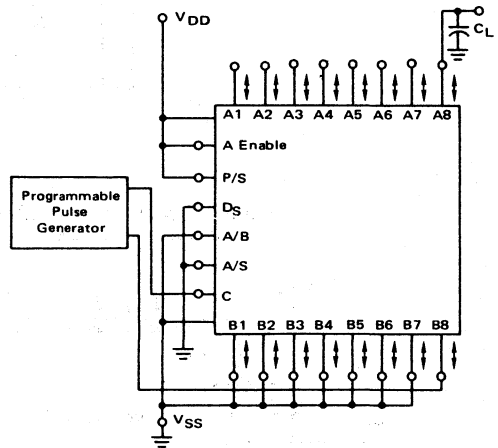 VDD
CL
A1 A2 A3 A4 A5 A6 A7 A8
A Enable
P/S
Programmable
Pulse
Generator
DS
A/B
A/S
C
B1 B2 B3 B4 B5 B6 B7 B8
VSS